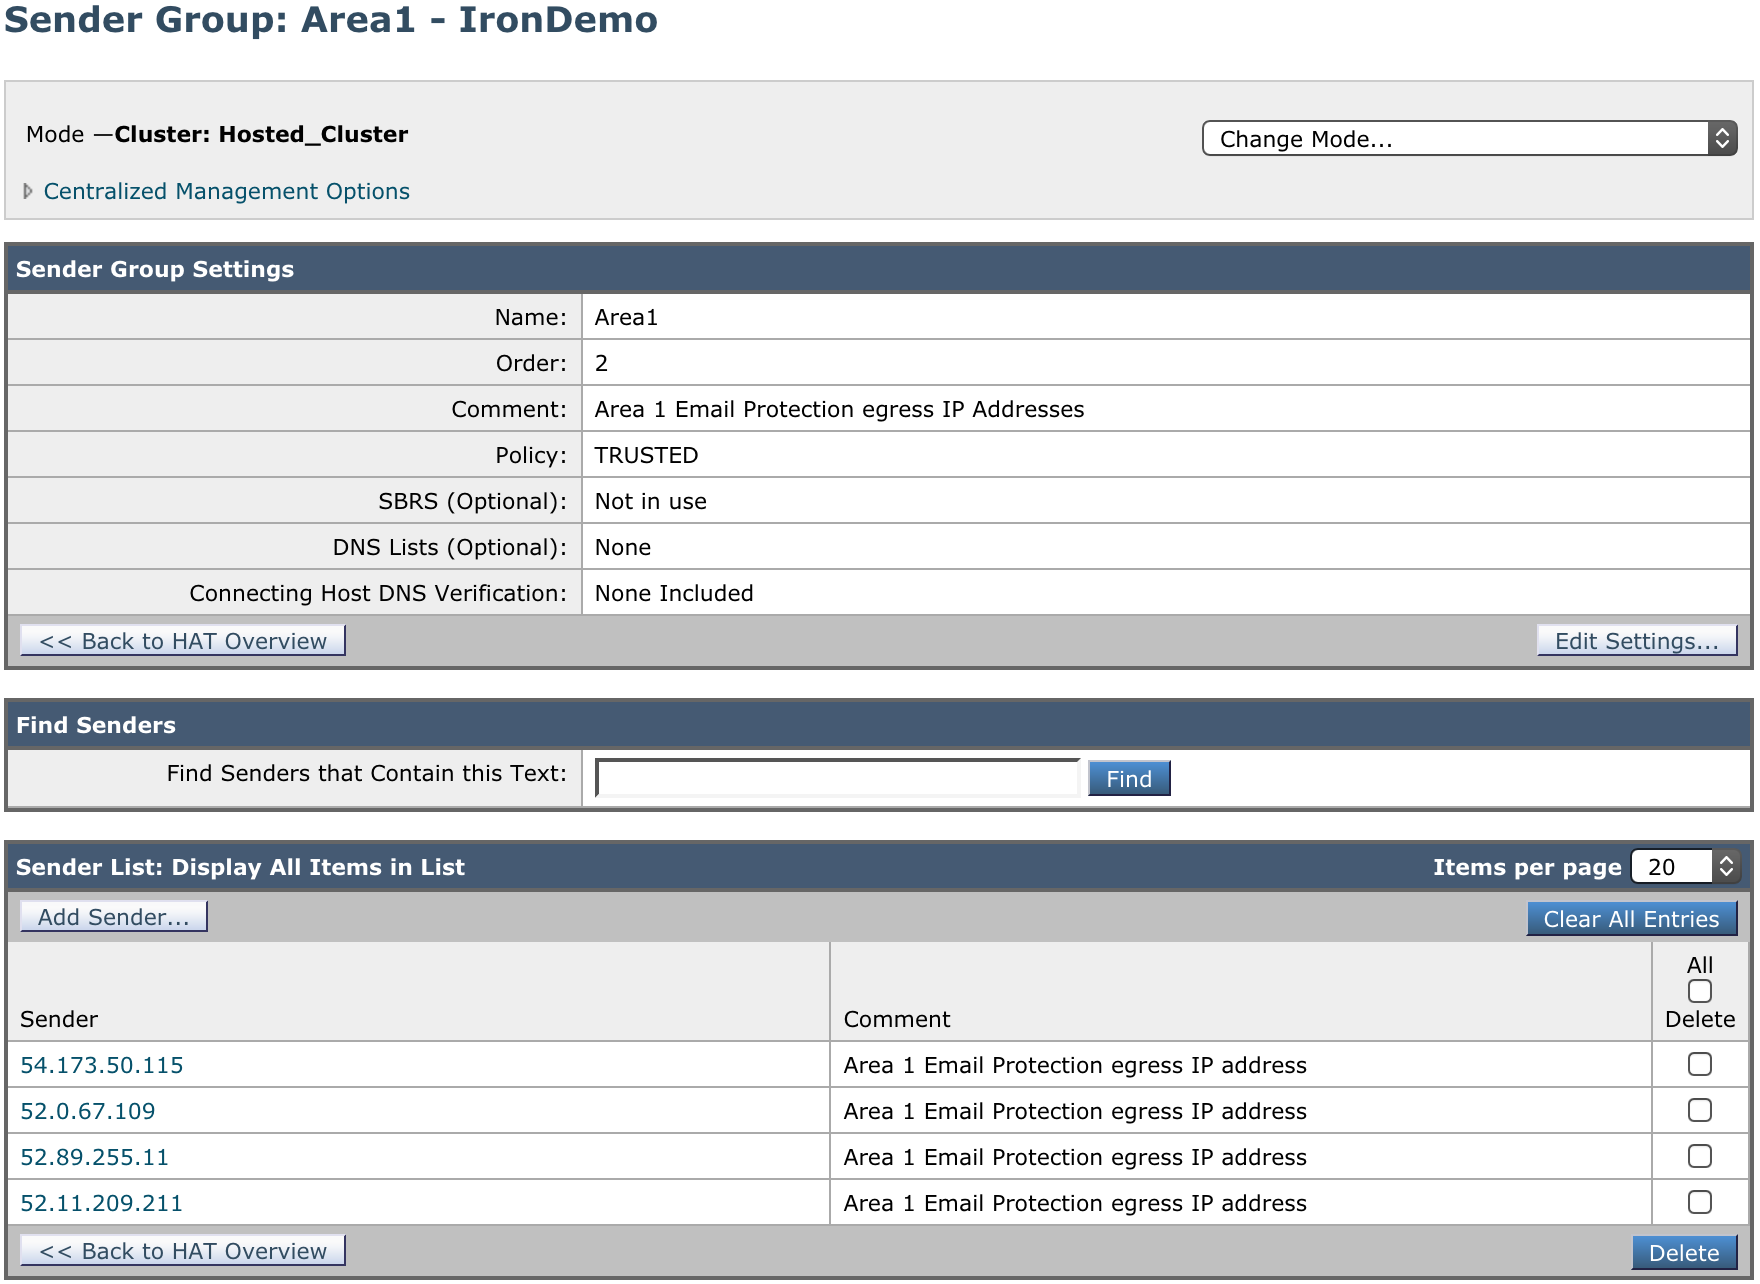 Sender Group: Area1 - IronDemo
Mode —Cluster: Hosted_Cluster
Change Mode...
Centralized Management Options
Sender Group Settings
Name: Area1
Order: 2
Comment: Area 1 Email Protection egress IP Addresses
Policy: TRUSTED
SBRS (Optional): Not in use
DNS Lists (Optional): None
Connecting Host DNS Verification: None Included
<< Back to HAT Overview Edit Settings...
Find Senders
Find Senders that Contain this Text: Find
Sender List: Display All Items in List Items per page 20
Add Sender... Clear All Entries
All
Sender Comment Delete
54.173.50.115 Area 1 Email Protection egress IP address
52.0.67.109 Area 1 Email Protection egress IP address
52.89.255.11 Area 1 Email Protection egress IP address
52.11.209.211 Area 1 Email Protection egress IP address
<< Back to HAT Overview Delete